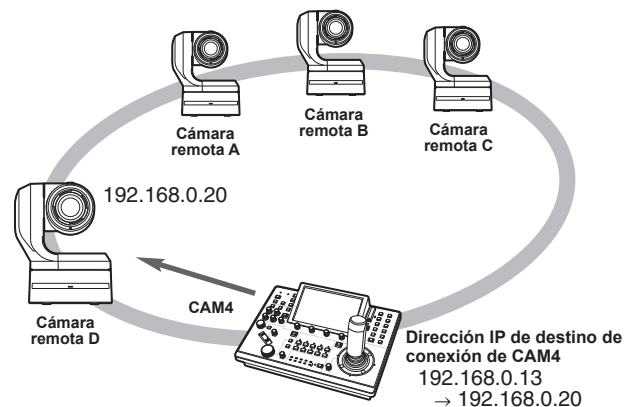 Cámara
remota A
Cámara
remota B
Cámara
remota C
192.168.0.20
Cámara
remota D
CAM4
Dirección IP de destino de
conexión de CAM4
192.168.0.13
→ 192.168.0.20